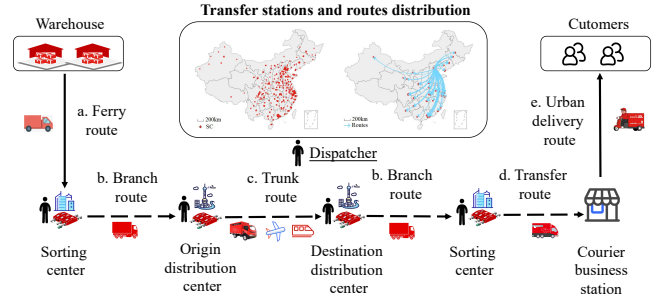 Warehouse
Transfer stations and routes distribution
Cutomers
200km
SC
200km
Routes
a. Ferry
route
Dispatcher
e. Urban
delivery
route
b. Branch
route
c. Trunk
route
b. Branch
route
d. Transfer
route
Sorting
center
Origin
distribution
center
Destination
distribution
center
Sorting
center
Courier
business
station